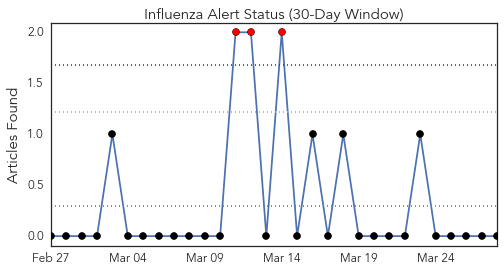 Influenza Alert Status (30-Day Window)
Articles Found
2.0
1.5
1.0
0.5
0.0
Feb 27 Mar 04 Mar 09 Mar 14 Mar 19 Mar 24